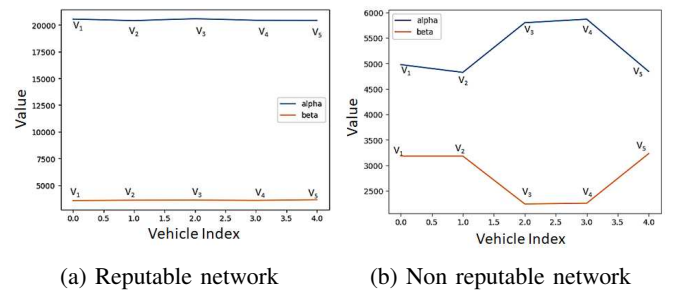 20000
17500
15000
12500
10000
7500
5000
Value
V1
V2
V3
V4
V5
alpha
beta
V1
V2
V3
V4
V5
0.0 0.5 1.0 1.5 2.0 2.5 3.0 3.5 4.0
Vehicle Index
(a) Reputable network
6000
5500
5000
4500
4000
3500
3000
2500
Value
alpha
beta
V1
V2
V3
V4
V5
V1
V2
V3
V4
V5
0.0 0.5 1.0 1.5 2.0 2.5 3.0 3.5 4.0
Vehicle Index
(b) Non reputable network